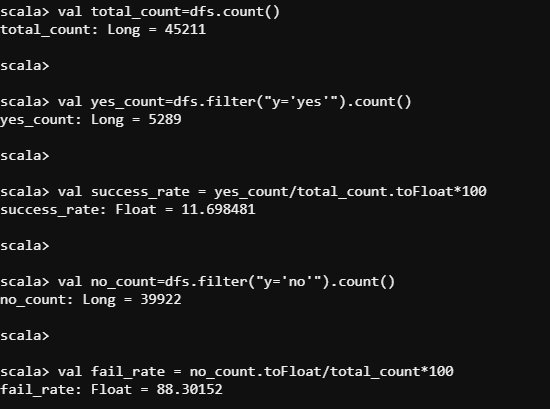 scala> val total_count=dfs.count()
total_count: Long = 45211
scala>
scala> val yes_count=dfs.filter("y='yes'").count()
yes_count: Long = 5289
scala>
scala> val success_rate = yes_count/total_count.toFloat*100
success_rate: Float = 11.698481
scala>
scala> val no_count=dfs.filter("y='no'").count()
no_count: Long = 39922
scala>
scala> val fail_rate = no_count.toFloat/total_count*100
fail_rate: Float = 88.30152